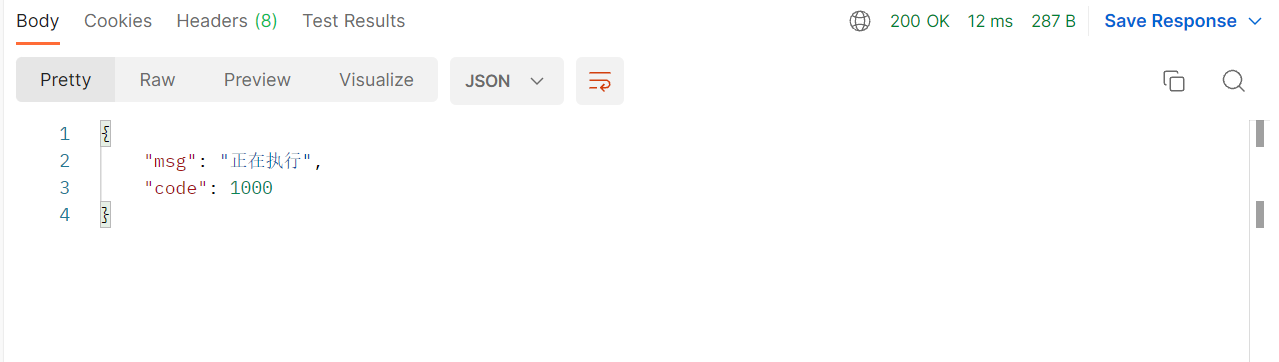 Body Cookies Headers (8) Test Results 200 OK 12 ms 287 B Save Response
Pretty Raw Preview Visualize JSON
1 {
2 "msg": "正在执行",
3 "code": 1000
4 }